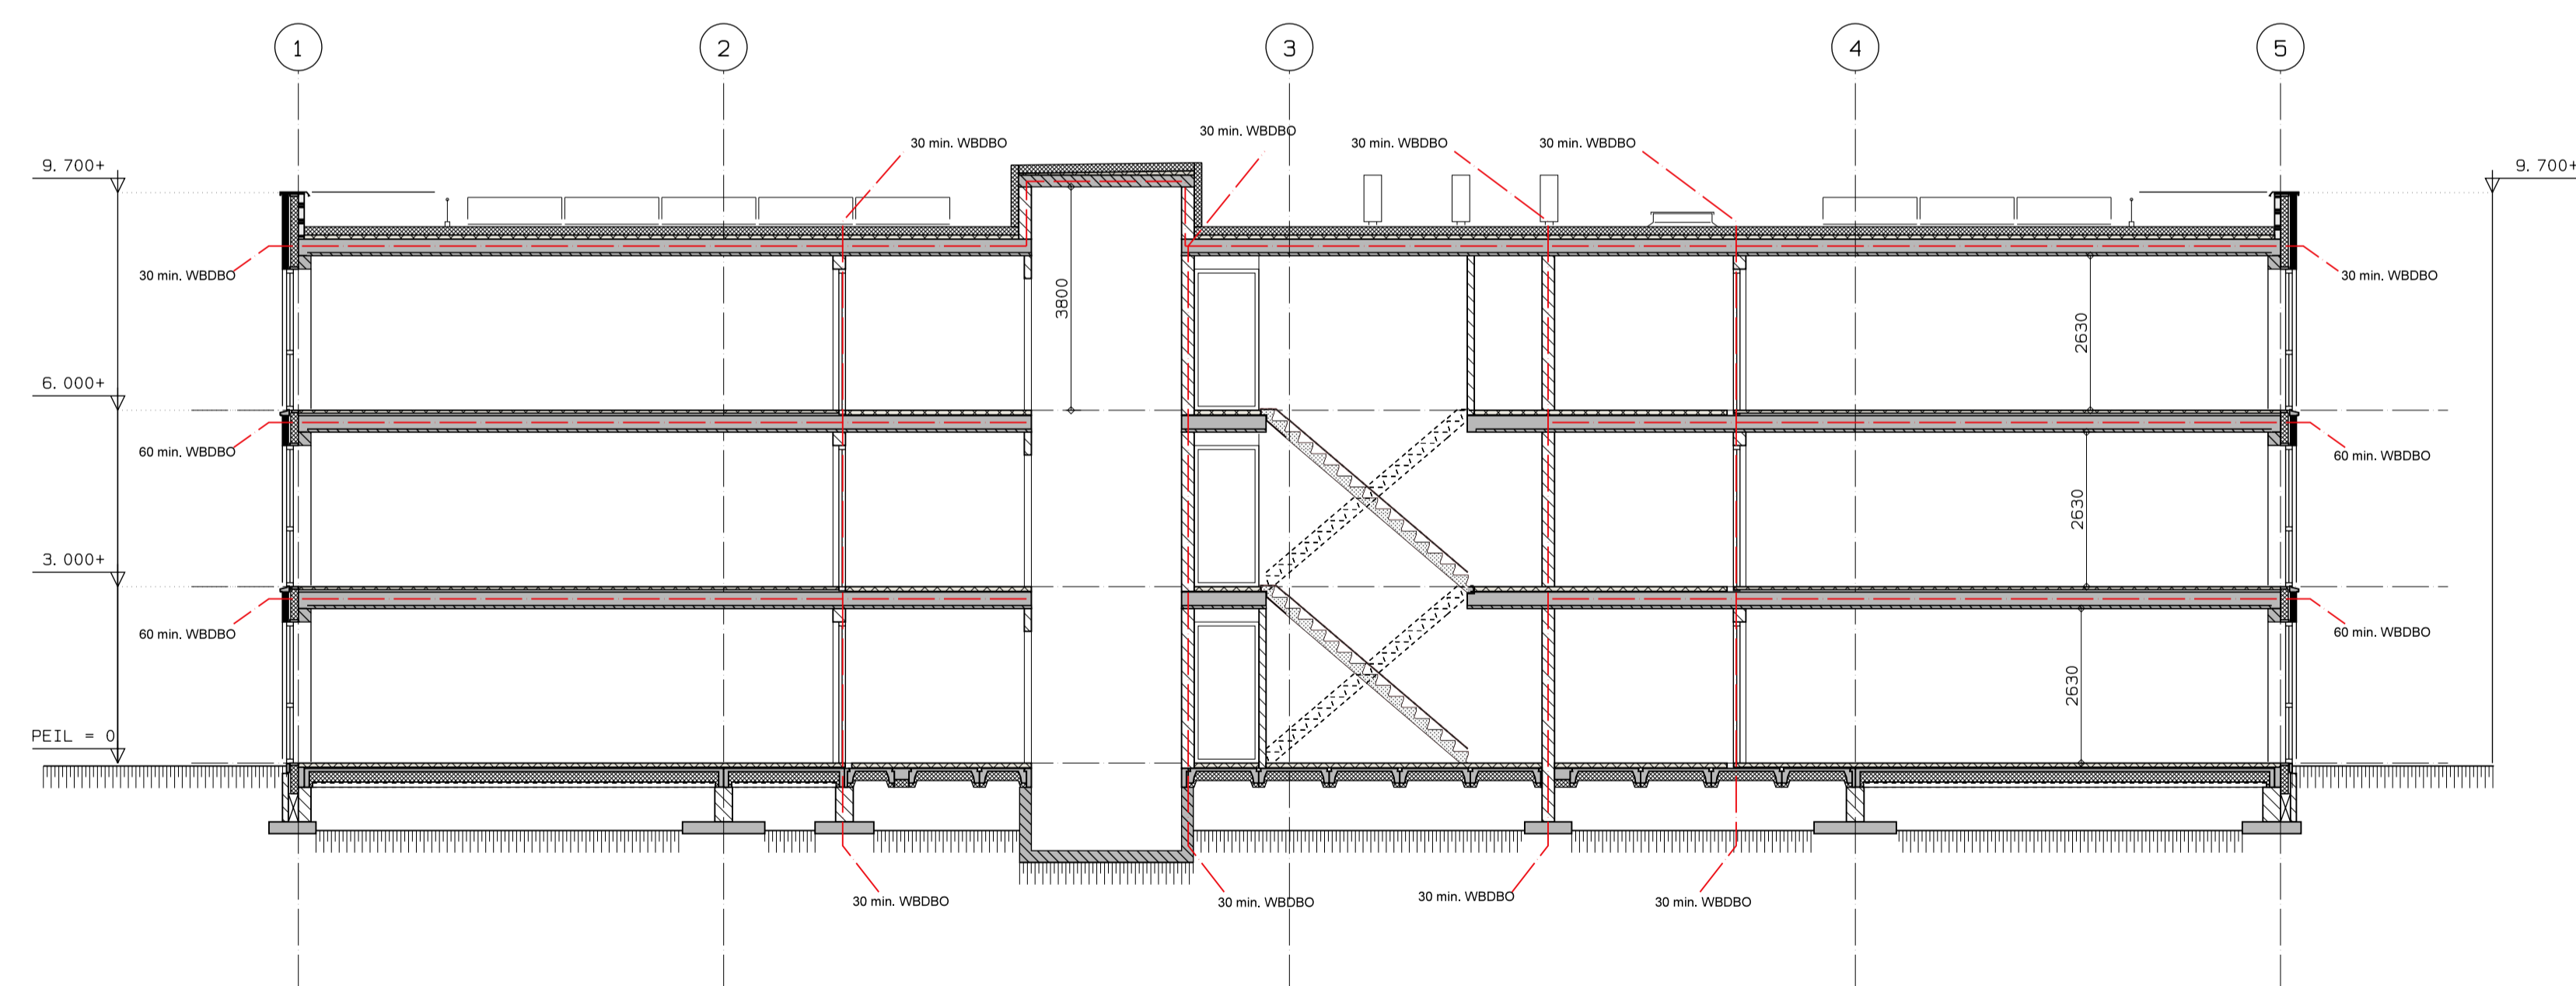 1 2 3 4 5
30 min. WBDBO 30 min. WBDBO 30 min. WBDBO 30 min. WBDBO
9.700+ 9.700+
30 min. WBDBO 30 min. WBDBO
3800 2630
6.000+
60 min. WBDBO 60 min. WBDBO
2630
3.000+
60 min. WBDBO 60 min. WBDBO
2630
PEIL = 0
30 min. WBDBO 30 min. WBDBO 30 min. WBDBO 30 min. WBDBO